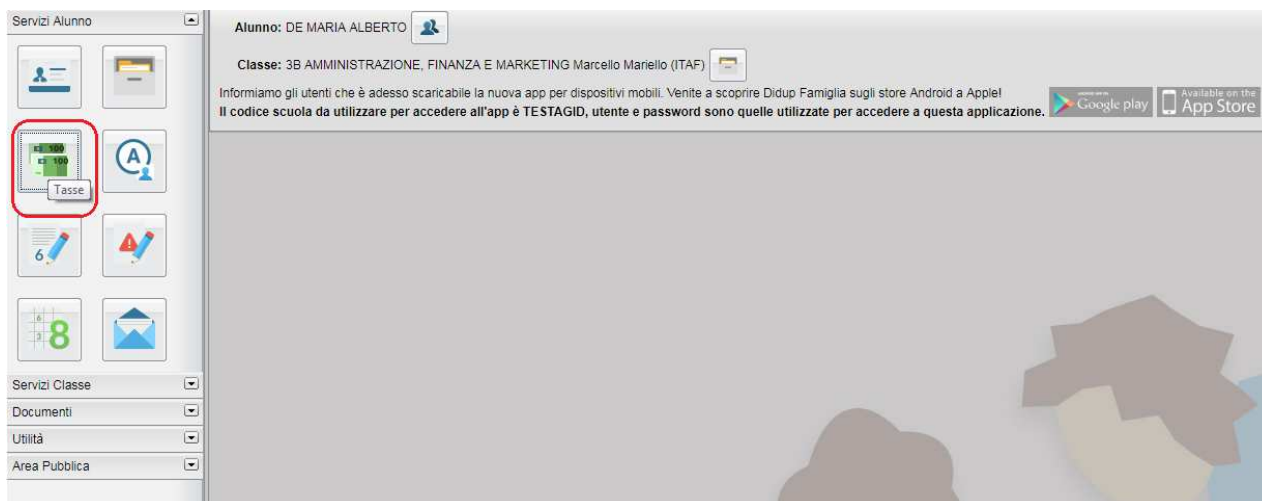 Servizi Alunno
Alunno: DE MARIA ALBERTO
Classe: 3B AMMINISTRAZIONE, FINANZA E MARKETING Marcello Mariello (ITAF)
Informiamo gli utenti che è adesso scaricabile la nuova app per dispositivi mobili. Venite a scoprire Didup Famiglia sugli store Android a Apple!
Il codice scuola da utilizzare per accedere all'app è TESTAGID, utente e password sono quelle utilizzate per accedere a questa applicazione.
Google play
Available on the
App Store
100
100
Tasse
A
6
6
3
8
Servizi Classe
Documenti
Utilità
Area Pubblica